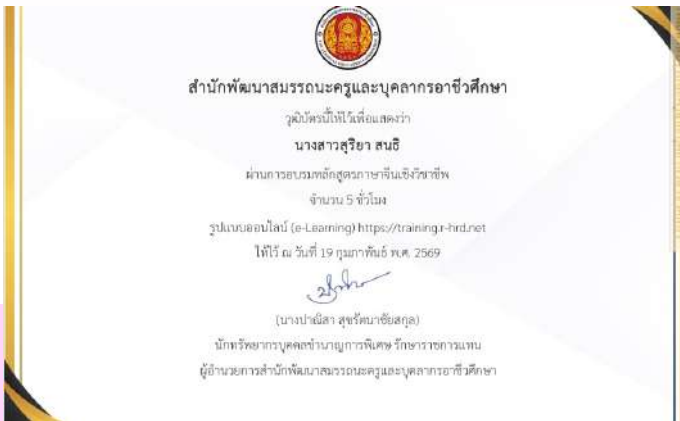 สำนักพัฒนาสมรรถนะครูและบุคลากรอาชีวศึกษา
วุฒิบัตรนี้ให้ไว้เพื่อแสดงว่า
นางสาวสุริยา สนธิ
ผ่านการอบรมหลักสูตรภาษาจีนเชิงวิชาชีพ
จำนวน 5 ชั่วโมง
รูปแบบออนไลน์ (e-Learning) https://training.r-hrd.net
ให้ไว้ ณ วันที่ 19 กุมภาพันธ์ พ.ศ. 2569
(นางปาณิสา สุขรัตนาชัยสกุล)
นักทรัพยากรบุคคลชำนาญการพิเศษ รักษาราชการแทน
ผู้อำนวยการสำนักพัฒนาสมรรถนะครูและบุคลากรอาชีวศึกษา